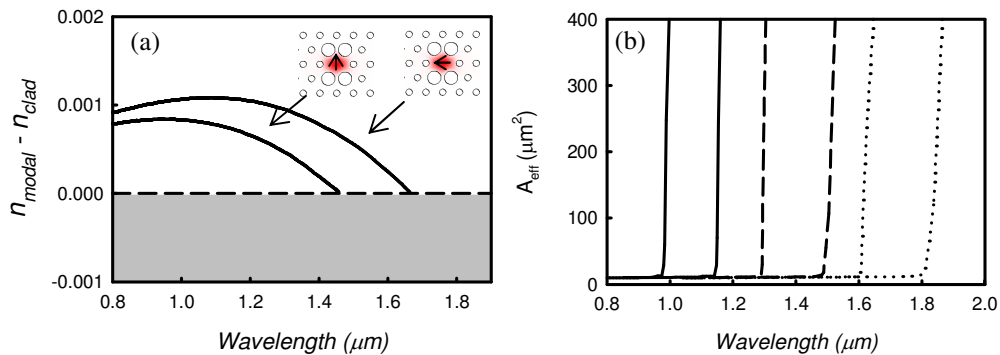 (a)
n_modal - n_clad
0.002
0.001
0.000
-0.001
0.8 1.0 1.2 1.4 1.6 1.8
Wavelength (μm)
(b)
A_eff (μm²)
400
300
200
100
0
0.8 1.0 1.2 1.4 1.6 1.8 2.0
Wavelength (μm)